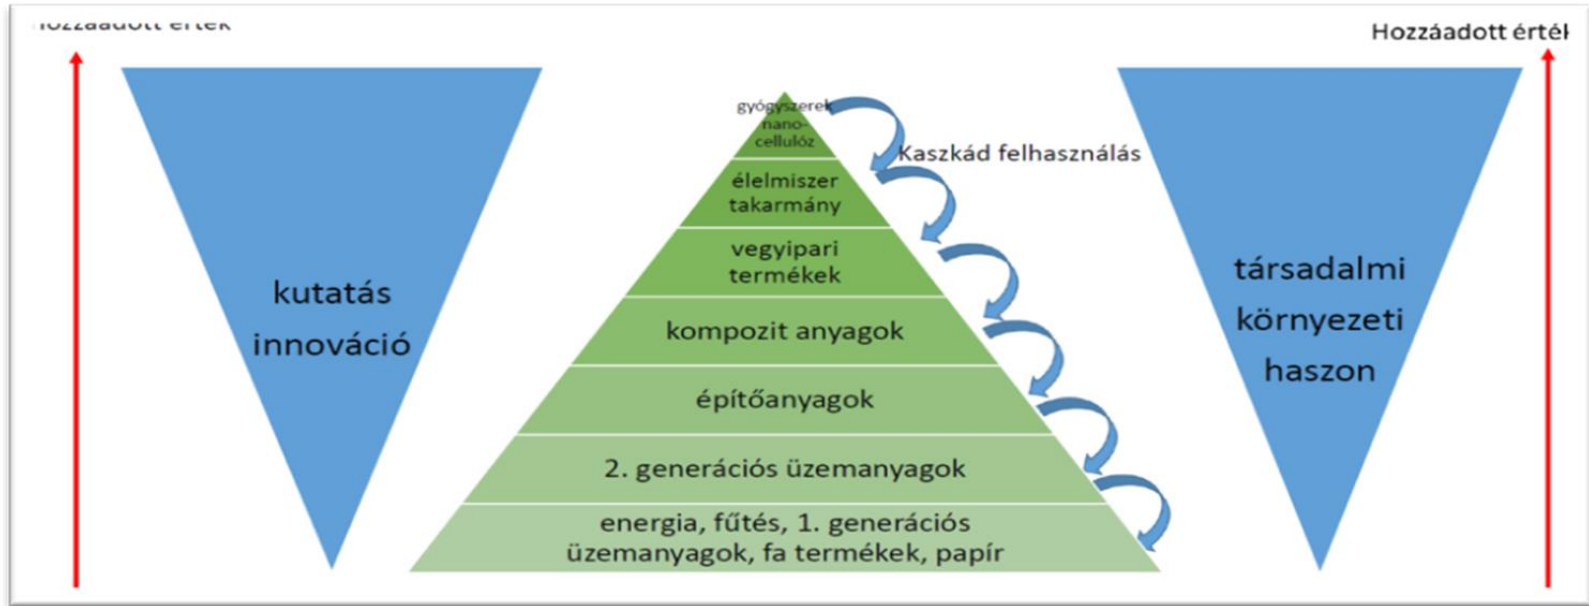 Hozzáadott érték
Hozzáadott érték
gyógyszerek
nano-
cellulóz
Kaszkád felhasználás
élelmiszer
takarmány
vegyipari
termékek
kutatás
innováció
társadalmi
környezeti
haszon
kompozit anyagok
építőanyagok
2. generációs üzemanyagok
energia, fűtés, 1. generációs
üzemanyagok, fa termékek, papír